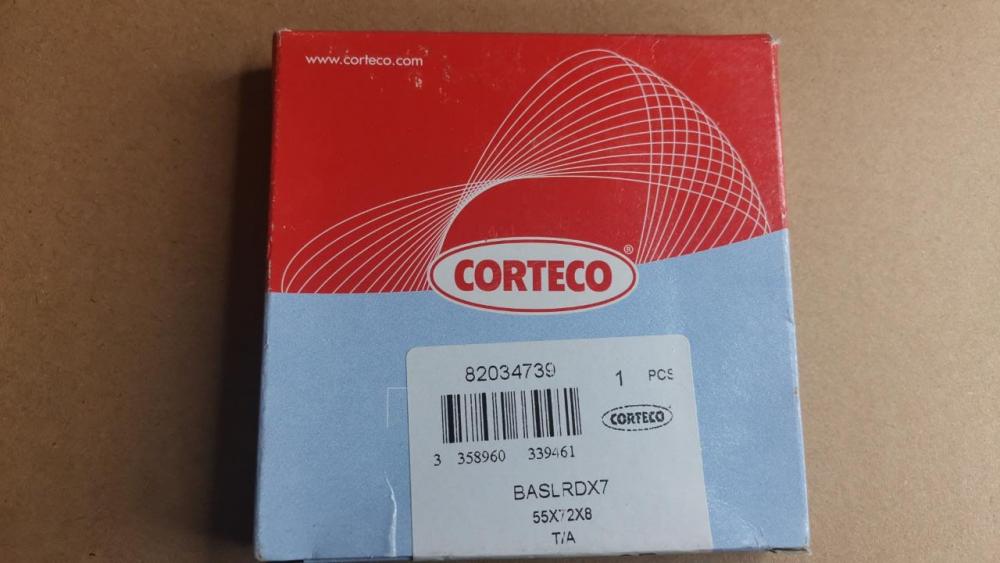 www.corteco.com
CORTECO®
82034739
1 PCS
CORTECO
3 358960 339461
BASLRDX7
55X72X8
T/A